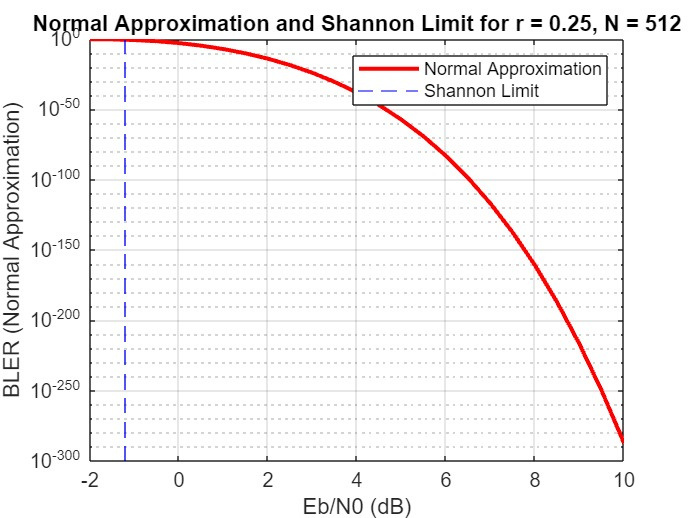 Normal Approximation and Shannon Limit for r = 0.25, N = 512
10^0
Normal Approximation
Shannon Limit
10^-50
10^-100
10^-150
10^-200
10^-250
10^-300
BLER (Normal Approximation)
-2 0 2 4 6 8 10
Eb/N0 (dB)